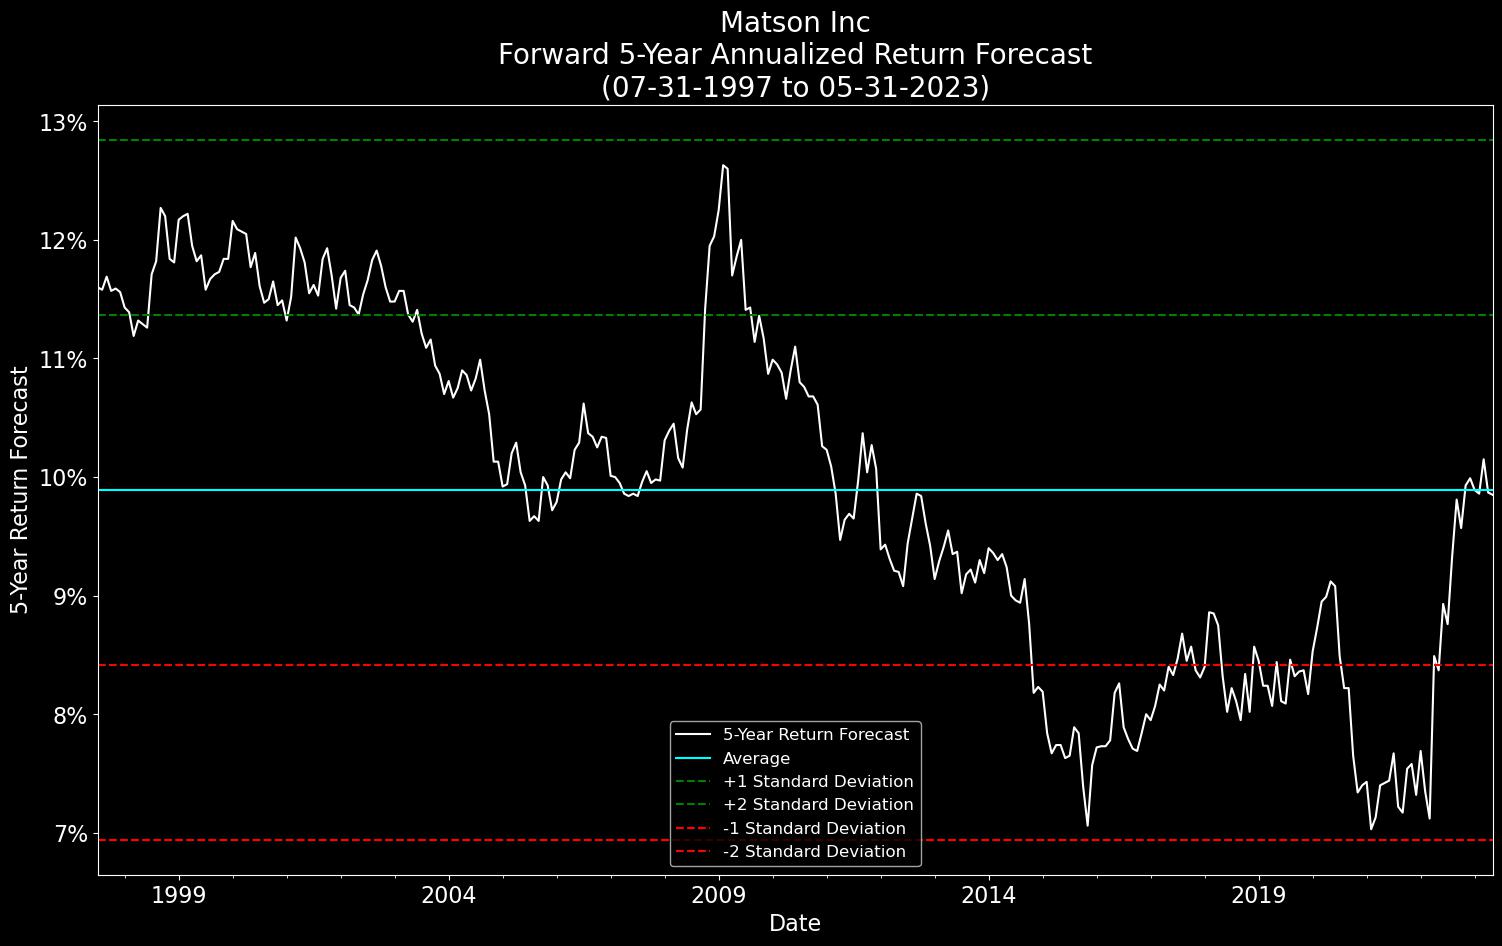 Matson Inc
Forward 5-Year Annualized Return Forecast
(07-31-1997 to 05-31-2023)
5-Year Return Forecast
13%
12%
11%
10%
9%
8%
7%
5-Year Return Forecast
Average
+1 Standard Deviation
+2 Standard Deviation
-1 Standard Deviation
-2 Standard Deviation
1999
2004
2009
2014
2019
Date